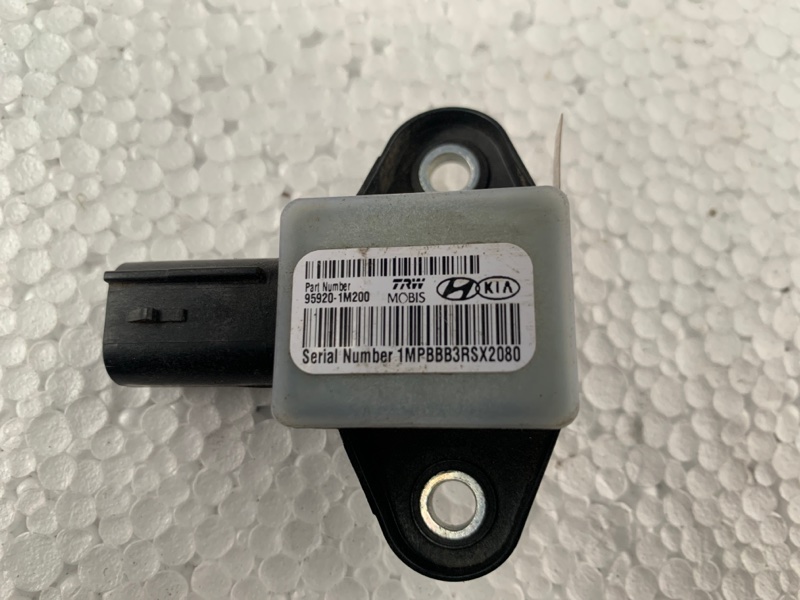 Part Number
95920-1M200
TRW
MOBIS
KIA
Serial Number 1MPBBB3RSX2080